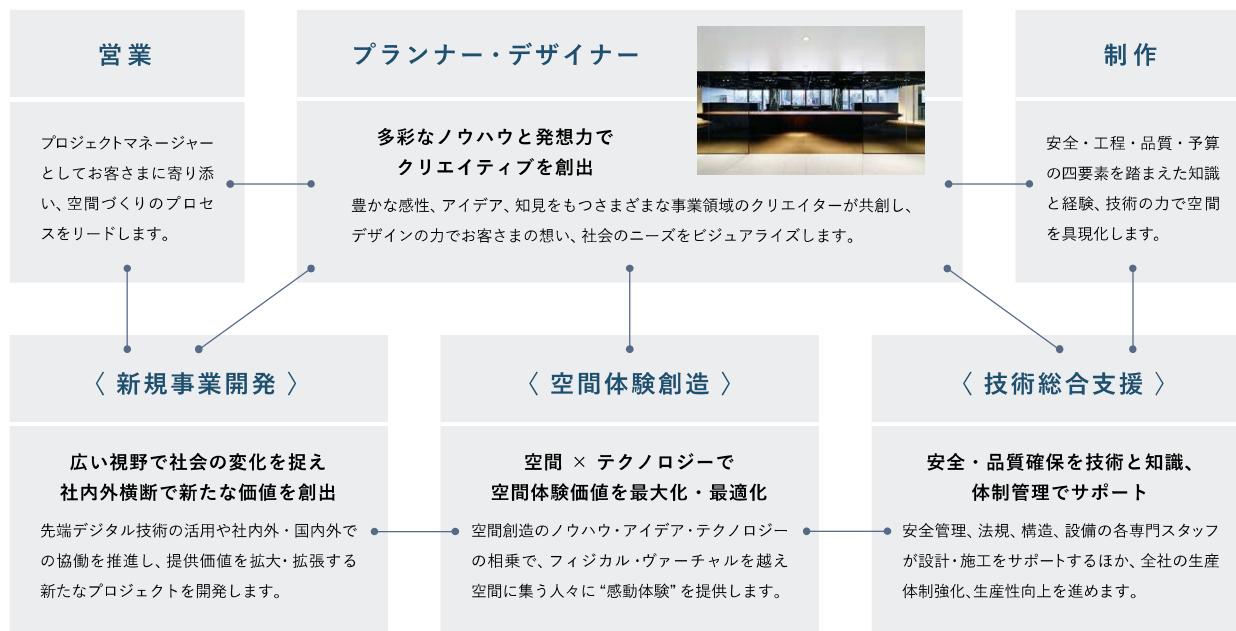 営業
プロジェクトマネージャー
としてお客さまに寄り添
い、空間づくりのプロセ
スをリードします。
プランナー・デザイナー
多彩なノウハウと発想力で
クリエイティブを創出
豊かな感性、アイデア、知見をもつさまざまな事業領域のクリエイターが共創し、
デザインの力でお客さまの想い、社会のニーズをビジュアライズします。
制作
安全・工程・品質・予算
の四要素を踏まえた知識
と経験、技術の力で空間
を具現化します。
〈 新規事業開発 〉
広い視野で社会の変化を捉え
社内外横断で新たな価値を創出
先端デジタル技術の活用や社内外・国内外で
の協働を推進し、提供価値を拡大・拡張する
新たなプロジェクトを開発します。
〈 空間体験創造 〉
空間 × テクノロジーで
空間体験価値を最大化・最適化
空間創造のノウハウ・アイデア・テクノロジー
の相乗で、フィジカル・ヴァーチャルを越え
空間に集う人々に“感動体験”を提供します。
〈 技術総合支援 〉
安全・品質確保を技術と知識、
体制管理でサポート
安全管理、法規、構造、設備の各専門スタッフ
が設計・施工をサポートするほか、全社の生産
体制強化、生産性向上を進めます。